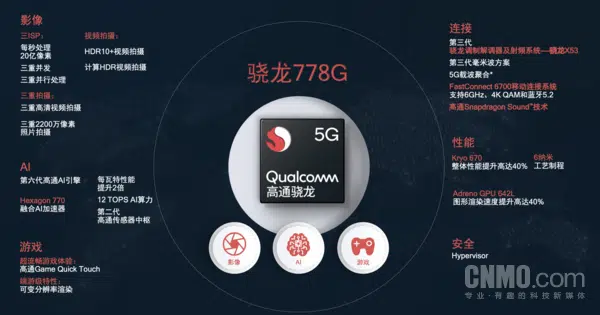 影像
三ISP：
每秒处理
20亿像素
三重并发
三重并行处理
三重拍摄：
三重高清视频拍摄
三重2200万像素
照片拍摄
视频拍摄：
HDR10+视频拍摄
计算HDR视频拍摄
AI
第六代高通AI引擎
Hexagon 770
融合AI加速器
每瓦特性能
提升2倍
12 TOPS AI算力
第二代
高通传感器中枢
游戏
超流畅游戏体验：
高通Game Quick Touch
端游级特性：
可变分辨率渲染
骁龙778G
5G
Qualcomm
高通骁龙
影像
AI
游戏
连接
第三代
骁龙调制解调器及射频系统—骁龙X53
第三代毫米波方案
5G载波聚合*
FastConnect 6700移动连接系统
支持6GHz、4K QAM和蓝牙5.2
高通Snapdragon Sound™技术
性能
Kryo 670
整体性能提升高达40%
6纳米
工艺制程
Adreno GPU 642L
图形渲染速度提升高达40%
安全
Hypervisor
CNMO.com
专业·有趣的科技新媒体